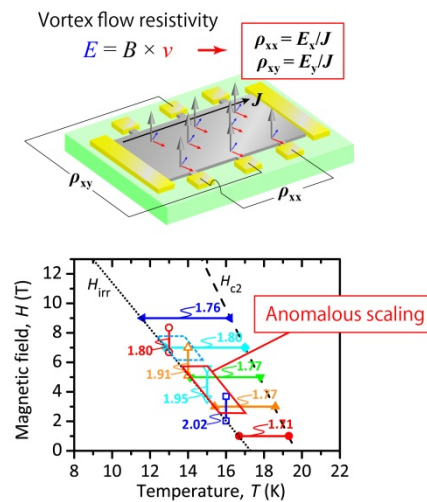 Vortex flow resistivity
E = B × v
ρxx = Ex/J
ρxy = Ey/J
J
ρxy
ρxx
Magnetic field, H (T)
12
10
8
6
4
2
0
Hirr
Hc2
Anomalous scaling
1.76
1.80
1.80
1.91
1.77
1.95
1.77
2.02
1.71
8 10 12 14 16 18 20 22
Temperature, T (K)